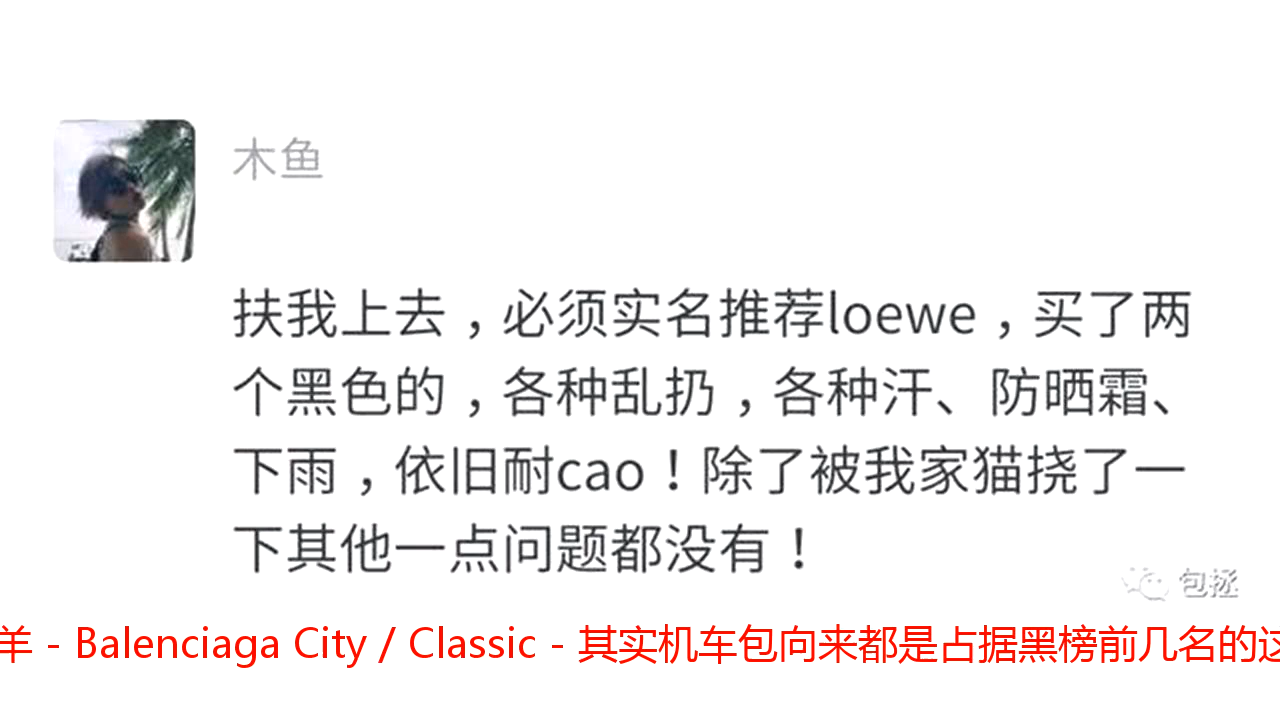 木鱼
扶我上去，必须实名推荐loewe，买了两
个黑色的，各种乱扔，各种汗、防晒霜、
下雨，依旧耐cao！除了被我家猫挠了一
下其他一点问题都没有！
包拯
羊 - Balenciaga City / Classic - 其实机车包向来都是占据黑榜前几名的这